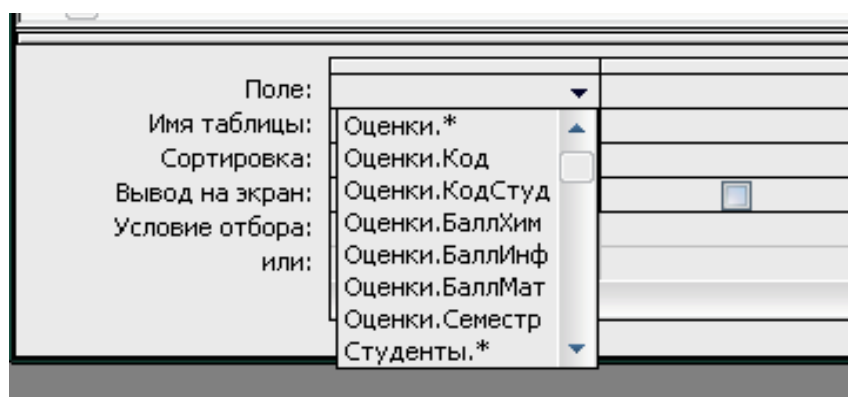 Поле:
Имя таблицы:
Сортировка:
Вывод на экран:
Условие отбора:
или:
Оценки.*
Оценки.Код
Оценки.КодСтуд
Оценки.БаллХим
Оценки.БаллИнф
Оценки.БаллМат
Оценки.Семестр
Студенты.*